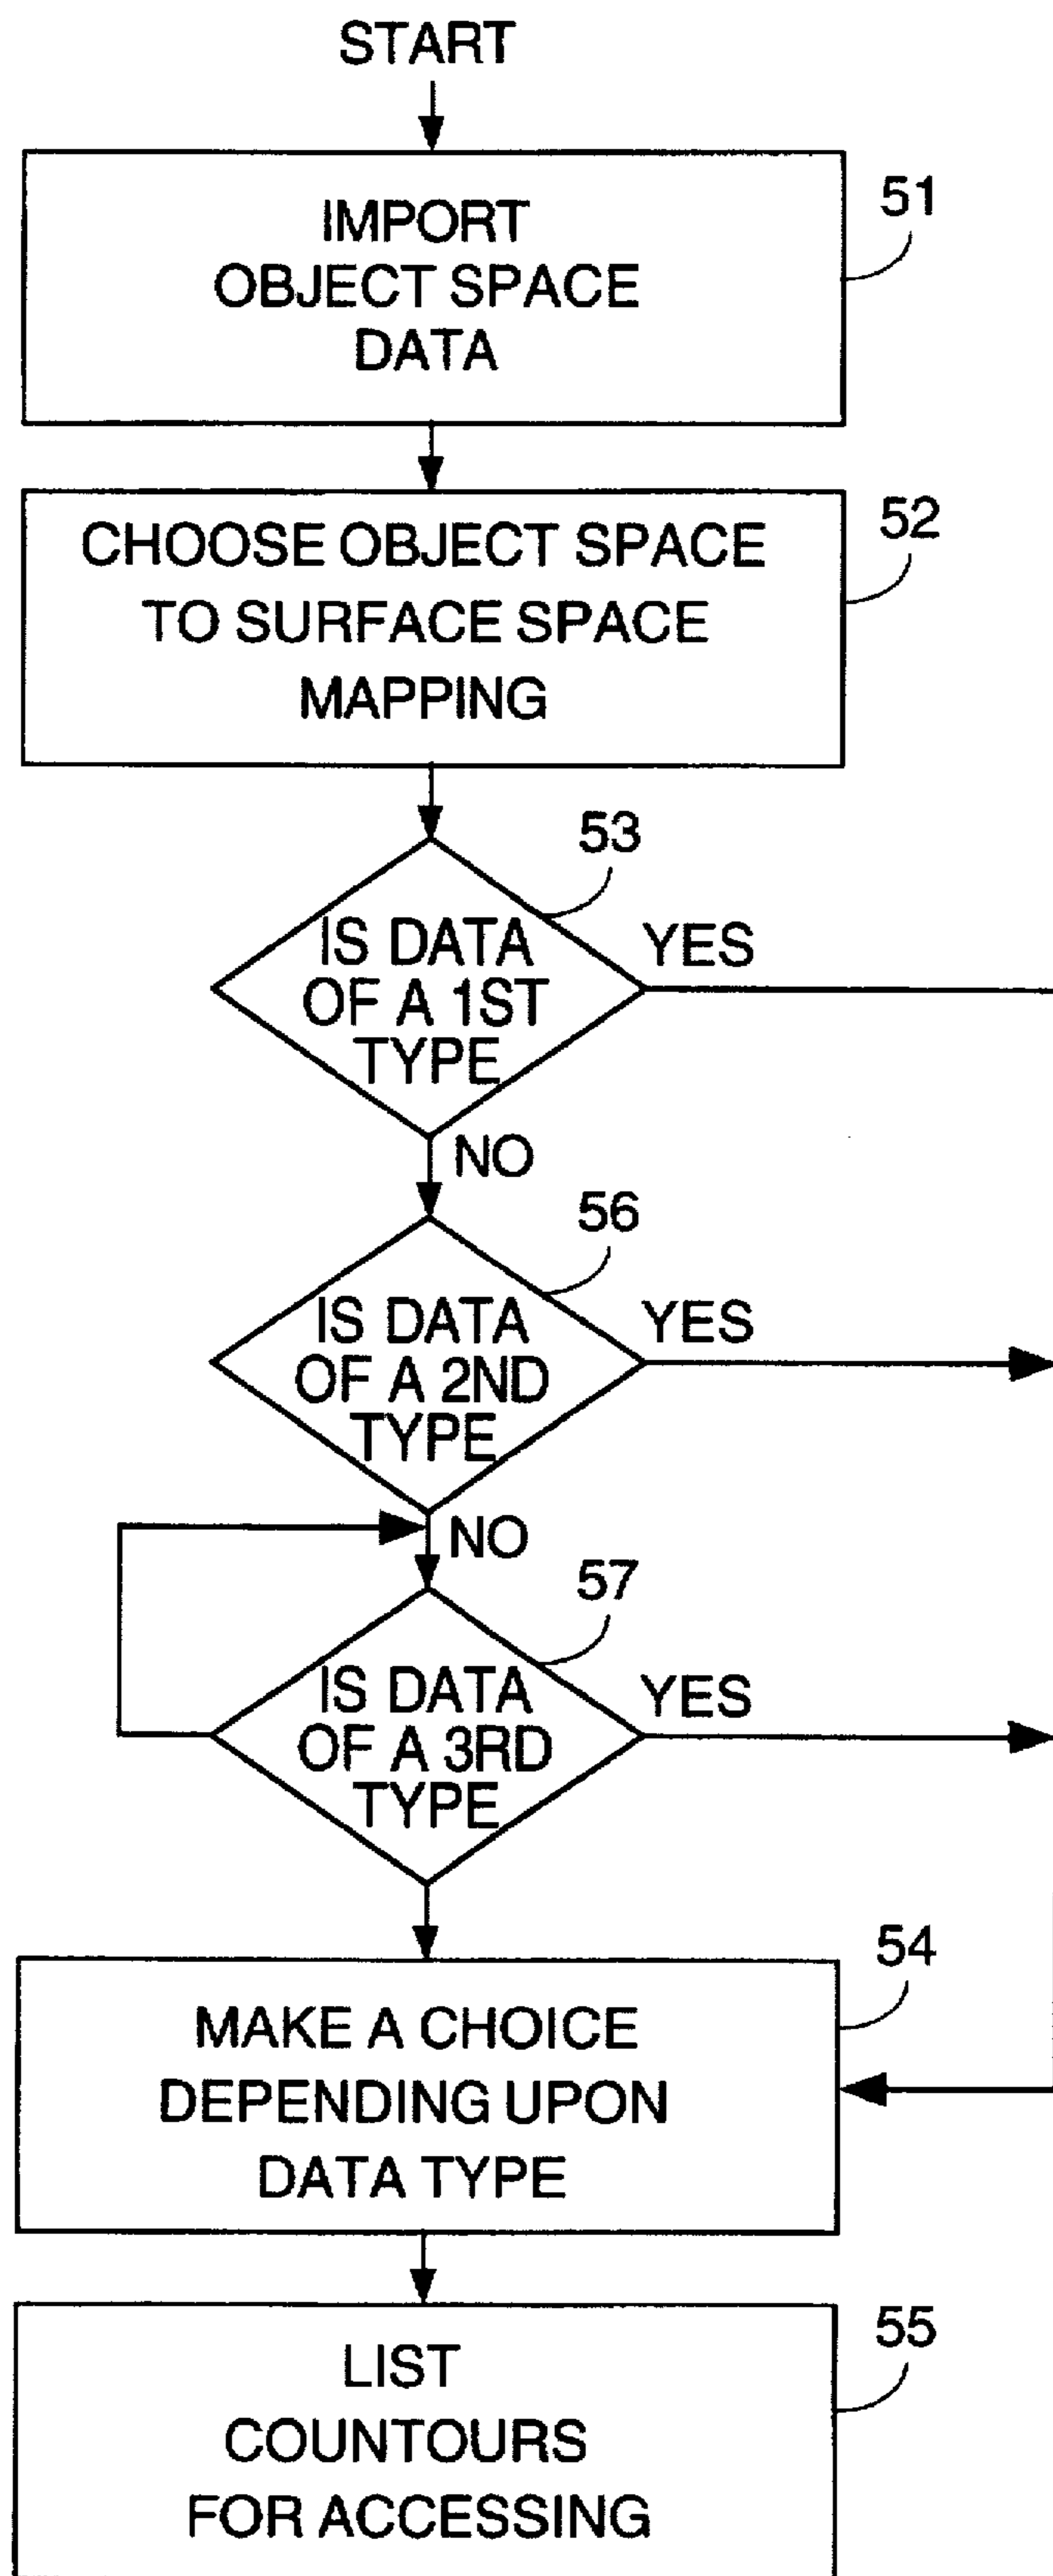 START
IMPORT
OBJECT SPACE
DATA
51
CHOOSE OBJECT SPACE
TO SURFACE SPACE
MAPPING
52
53
IS DATA
OF A 1ST
TYPE
YES
NO
56
IS DATA
OF A 2ND
TYPE
YES
NO
57
IS DATA
OF A 3RD
TYPE
YES
54
MAKE A CHOICE
DEPENDING UPON
DATA TYPE
55
LIST
COUNTOURS
FOR ACCESSING